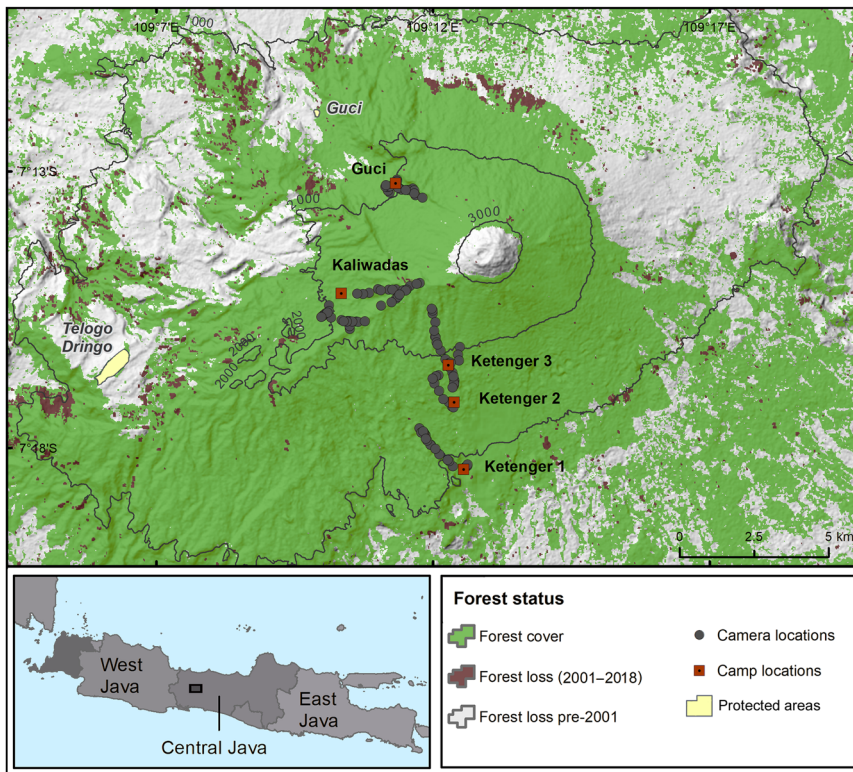 109°7'E
109°12'E
109°17'E
1000
Guci
7°13'S
Guci
2000
3000
Kaliwadas
Telogo
Dringo
2000
2000
2000
Ketenger 3
Ketenger 2
7°18'S
Ketenger 1
0 2.5 5 km
West
Java
East
Java
Central Java
Forest status
Forest cover
Forest loss (2001–2018)
Forest loss pre-2001
Camera locations
Camp locations
Protected areas